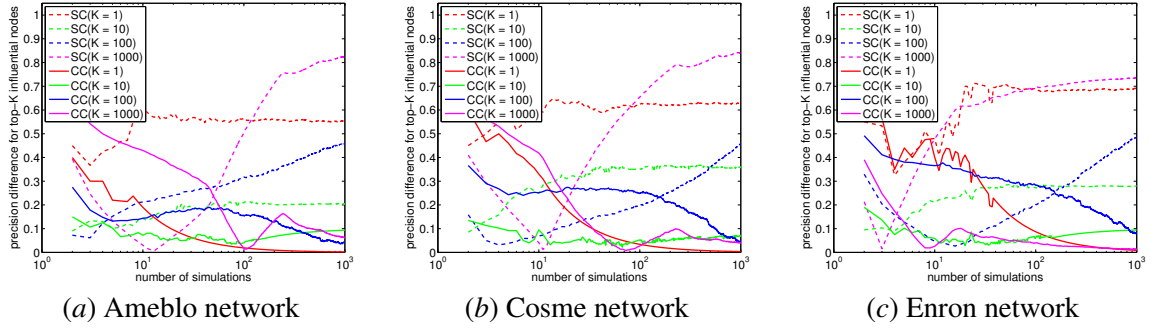 precision difference for top−K influential nodes
1
0.9
0.8
0.7
0.6
0.5
0.4
0.3
0.2
0.1
0
SC(K = 1)
SC(K = 10)
SC(K = 100)
SC(K = 1000)
CC(K = 1)
CC(K = 10)
CC(K = 100)
CC(K = 1000)
10^0 10^1 10^2 10^3
number of simulations
(a) Ameblo network
precision difference for top−K influential nodes
1
0.9
0.8
0.7
0.6
0.5
0.4
0.3
0.2
0.1
0
SC(K = 1)
SC(K = 10)
SC(K = 100)
SC(K = 1000)
CC(K = 1)
CC(K = 10)
CC(K = 100)
CC(K = 1000)
10^0 10^1 10^2 10^3
number of simulations
(b) Cosme network
precision difference for top−K influential nodes
1
0.9
0.8
0.7
0.6
0.5
0.4
0.3
0.2
0.1
0
SC(K = 1)
SC(K = 10)
SC(K = 100)
SC(K = 1000)
CC(K = 1)
CC(K = 10)
CC(K = 100)
CC(K = 1000)
10^0 10^1 10^2 10^3
number of simulations
(c) Enron network